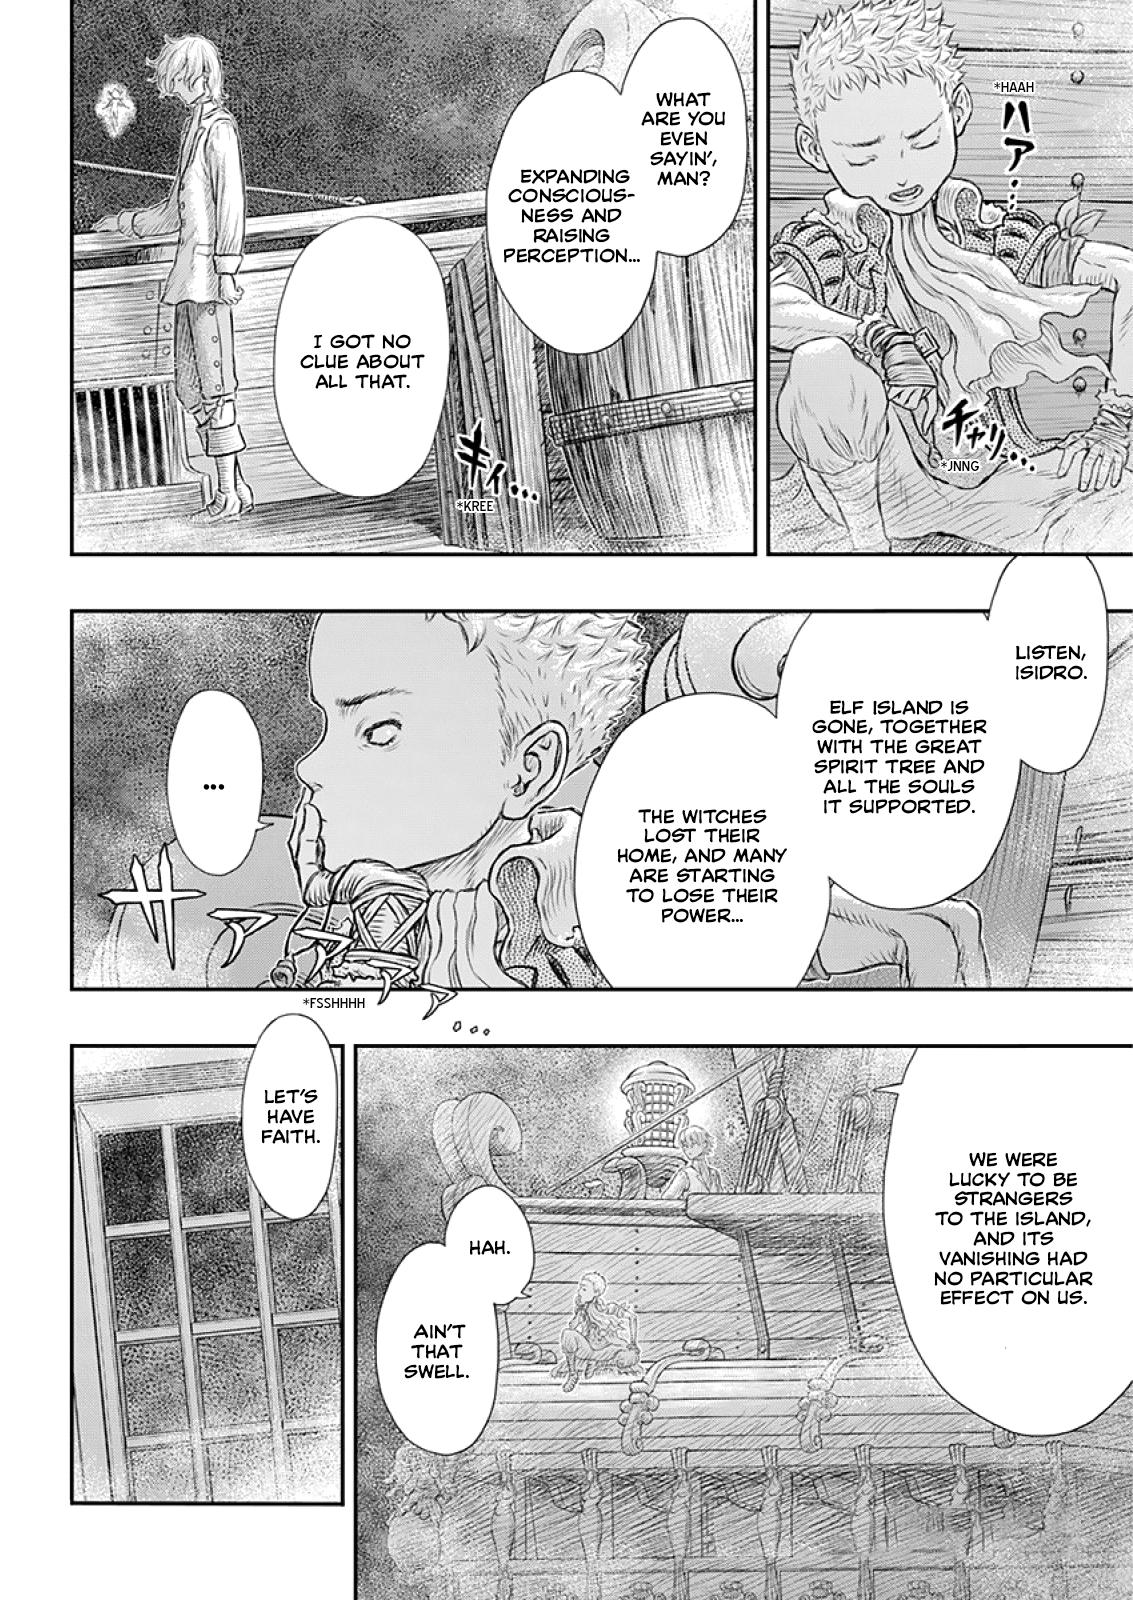 *HAAH
ハァ…
チャリ…
*JNNG
WHAT
ARE YOU
EVEN
SAYIN',
MAN?
EXPANDING
CONSCIOUS-
NESS AND
RAISING
PERCEPTION...
I GOT NO
CLUE ABOUT
ALL THAT.
キィ…
*KREE
LISTEN,
ISIDRO.
ELF ISLAND IS
GONE, TOGETHER
WITH THE GREAT
SPIRIT TREE AND
ALL THE SOULS
IT SUPPORTED.
THE WITCHES
LOST THEIR
HOME, AND MANY
ARE STARTING
TO LOSE THEIR
POWER...
...
ザァァァ…
*FSSHHHH
WE WERE
LUCKY TO BE
STRANGERS
TO THE ISLAND,
AND ITS
VANISHING HAD
NO PARTICULAR
EFFECT ON US.
HAH.
AIN'T
THAT
SWELL.
LET'S
HAVE
FAITH.